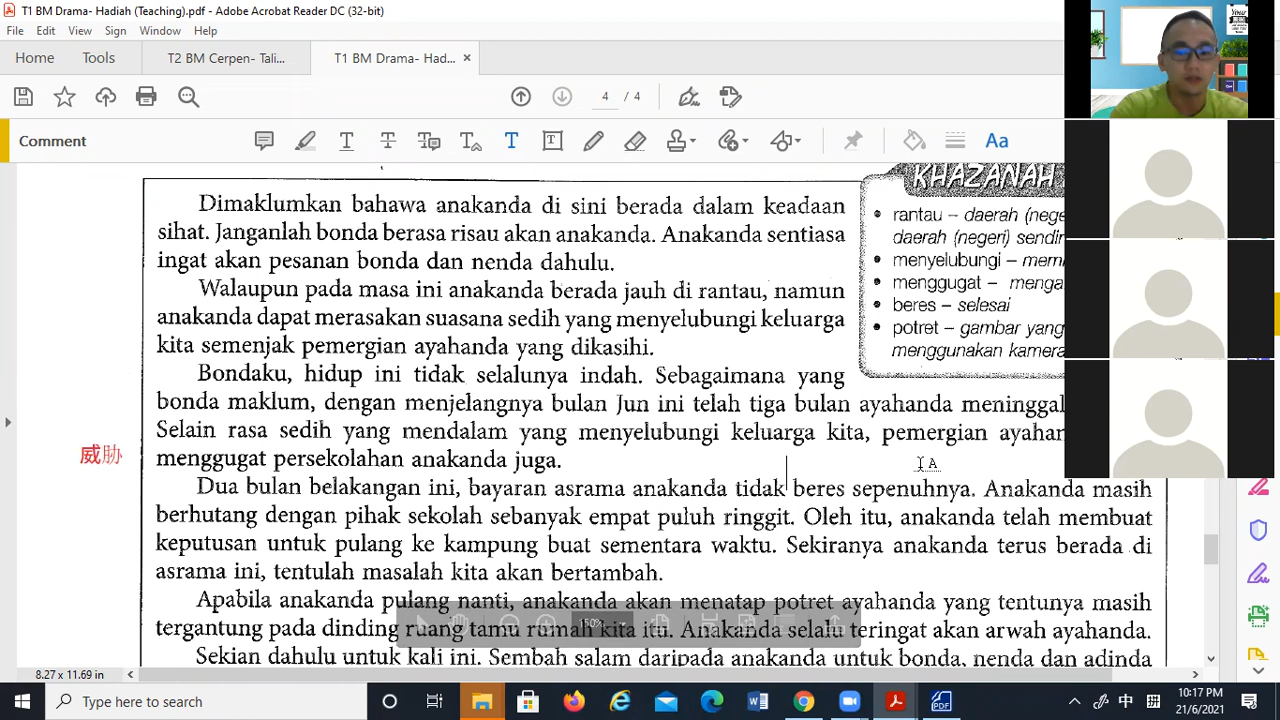 T1 BM Drama- Hadiah (Teaching).pdf - Adobe Acrobat Reader DC (32-bit)
File Edit View Sign Window Help
Home Tools T2 BM Cerpen- Tali... T1 BM Drama- Had... ×
4 / 4
Comment
Aa
KHAZANAH
Dimaklumkan bahawa anakanda di sini berada dalam keadaan
sihat. Janganlah bonda berasa risau akan anakanda. Anakanda sentiasa
ingat akan pesanan bonda dan nenda dahulu.
Walaupun pada masa ini anakanda berada jauh di rantau, namun
anakanda dapat merasakan suasana sedih yang menyelubungi keluarga
kita semenjak pemergian ayahanda yang dikasihi.
Bondaku, hidup ini tidak selalunya indah. Sebagaimana yang
bonda maklum, dengan menjelangnya bulan Jun ini telah tiga bulan ayahanda meninggal
Selain rasa sedih yang mendalam yang menyelubungi keluarga kita, pemergian ayahan
menggugat persekolahan anakanda juga.
Dua bulan belakangan ini, bayaran asrama anakanda tidak beres sepenuhnya. Anakanda masih
berhutang dengan pihak sekolah sebanyak empat puluh ringgit. Oleh itu, anakanda telah membuat
keputusan untuk pulang ke kampung buat sementara waktu. Sekiranya anakanda terus berada di
asrama ini, tentulah masalah kita akan bertambah.
Apabila anakanda pulang nanti, anakanda akan menatap potret ayahanda yang tentunya masih
tergantung pada dinding ruang tamu rumah kita itu. Anakanda selalu teringat akan arwah ayahanda.
Sekian dahulu untuk kali ini. Sembah salam daripada anakanda untuk bonda, nenda dan adinda
• rantau – daerah (nege
daerah (negeri) sendir
• menyelubungi – mem
• menggugat – menga
• beres – selesai
• potret – gambar yang
menggunakan kamera
威胁
150%
8.27 x 11.69 in
Type here to search
中 拼
10:17 PM
21/6/2021